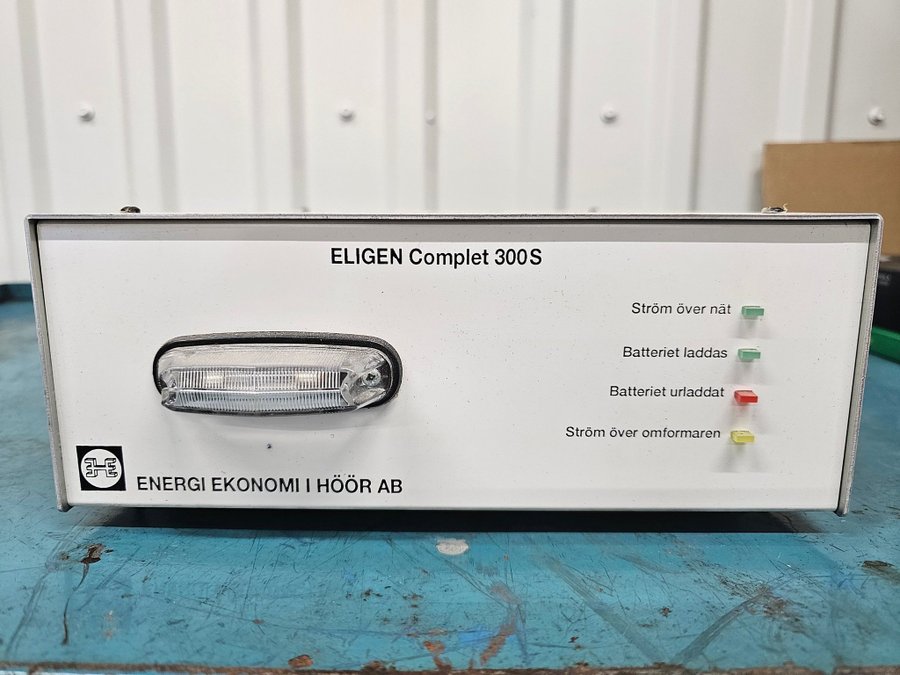 ELIGEN Complet 300S
Ström över nät
Batteriet laddas
Batteriet urladdat
Ström över omformaren
ENERGI EKONOMI I HÖÖR AB